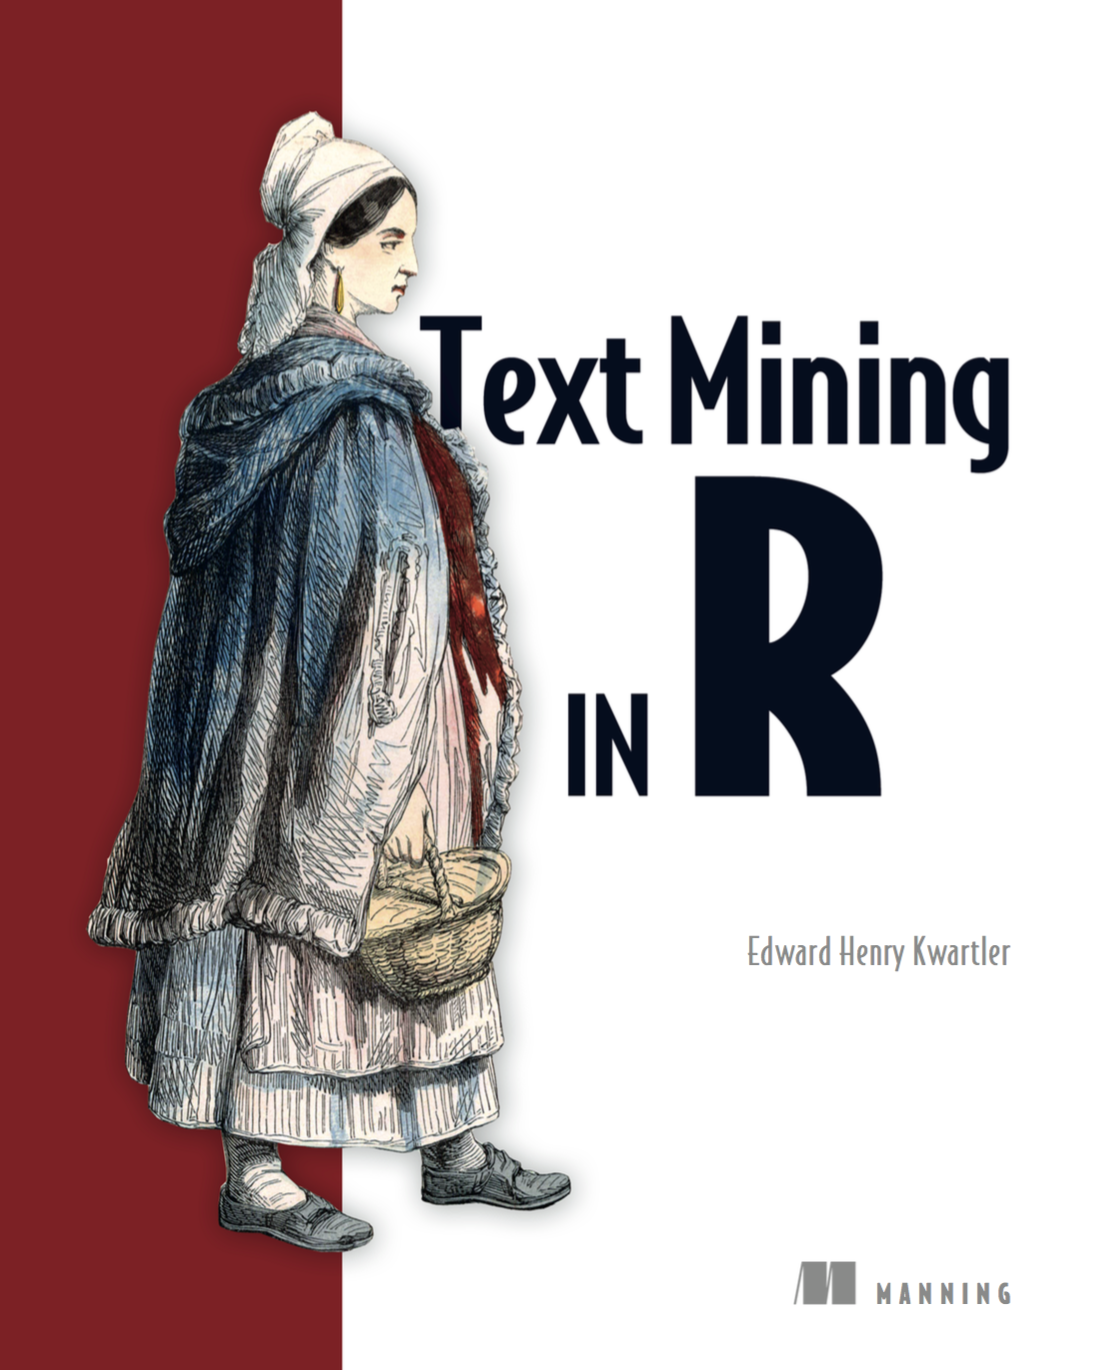 Text Mining
IN R
Edward Henry Kwartler
MANNING